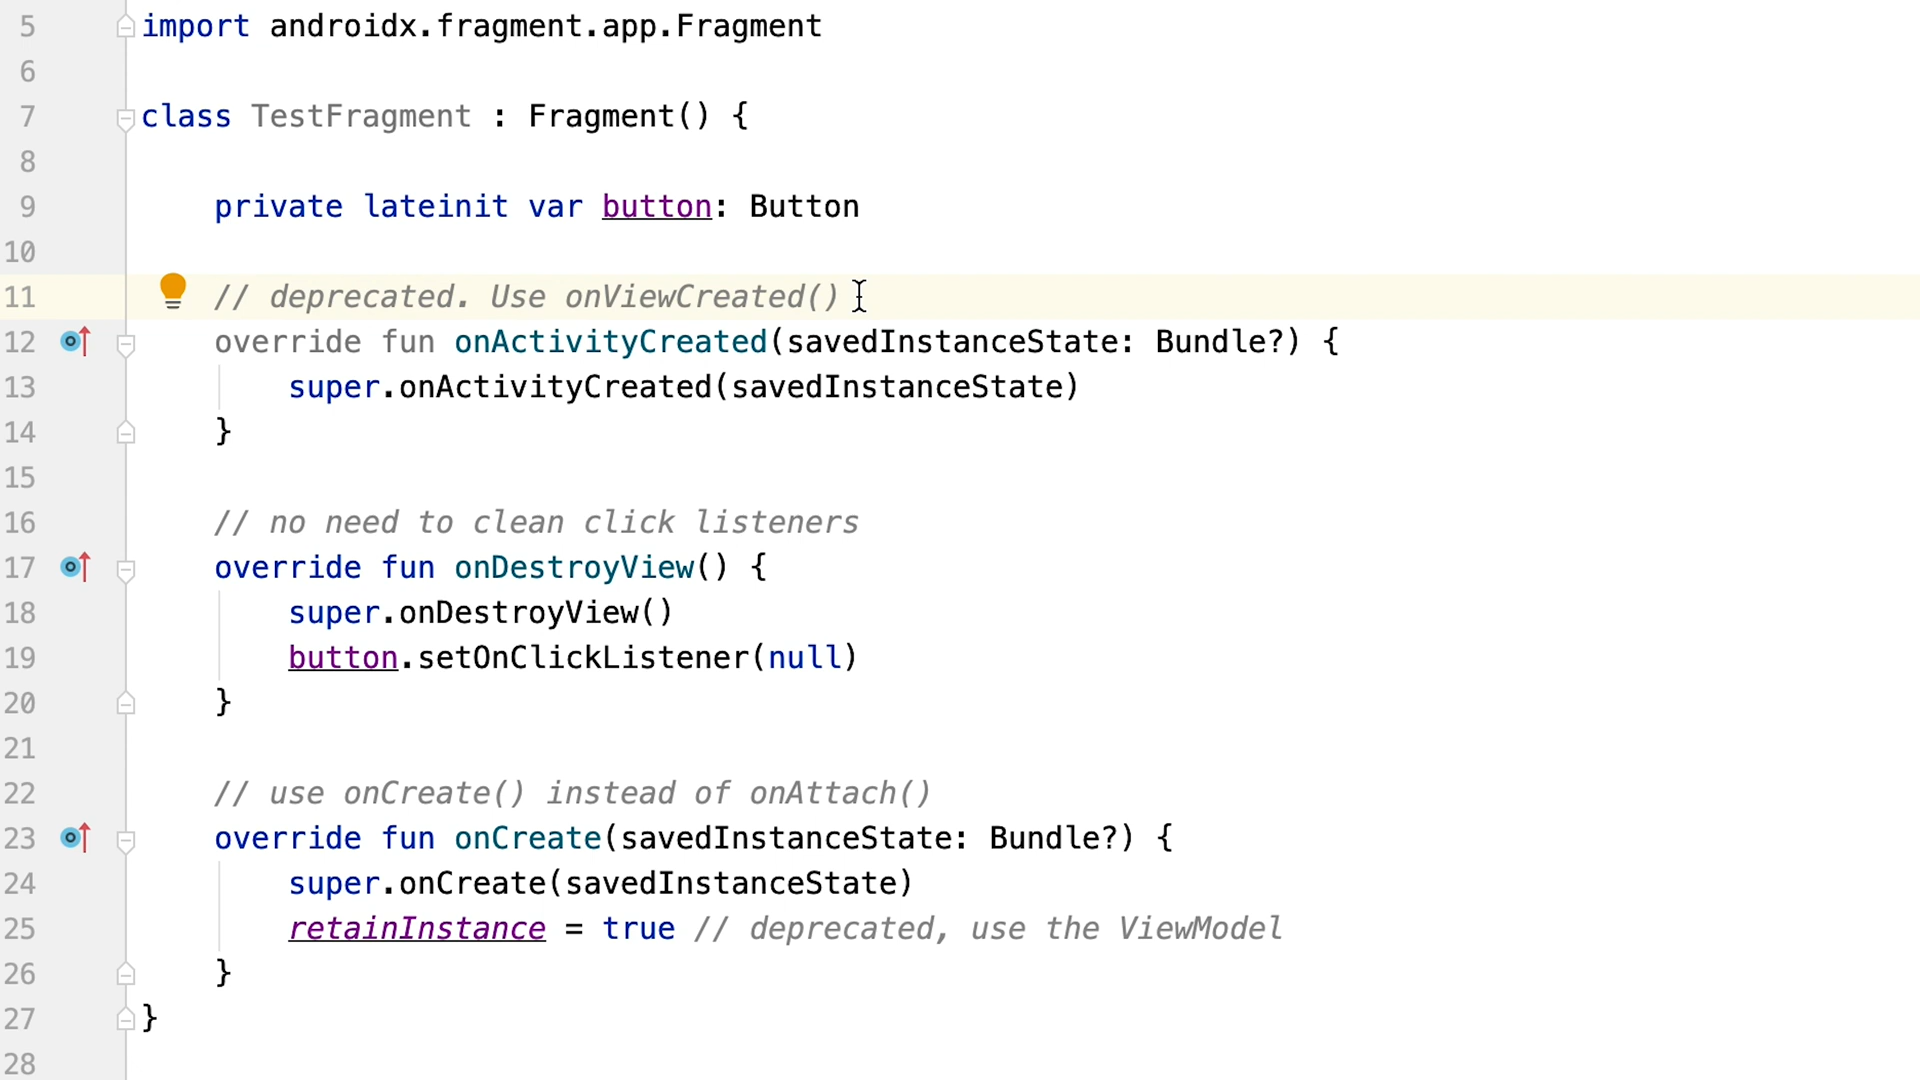 5 import androidx.fragment.app.Fragment
6
7 class TestFragment : Fragment() {
8
9 private lateinit var button: Button
10
11 // deprecated. Use onViewCreated()
12 override fun onActivityCreated(savedInstanceState: Bundle?) {
13 super.onActivityCreated(savedInstanceState)
14 }
15
16 // no need to clean click listeners
17 override fun onDestroyView() {
18 super.onDestroyView()
19 button.setOnClickListener(null)
20 }
21
22 // use onCreate() instead of onAttach()
23 override fun onCreate(savedInstanceState: Bundle?) {
24 super.onCreate(savedInstanceState)
25 retainInstance = true // deprecated, use the ViewModel
26 }
27 }
28